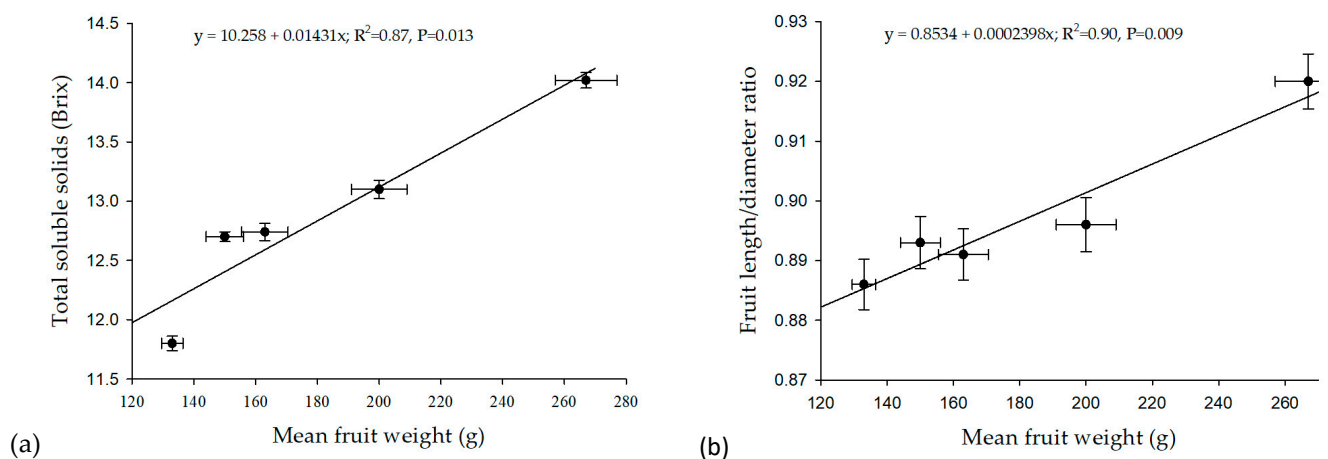 y = 10.258 + 0.01431x; R²=0.87, P=0.013
Total soluble solids (Brix)
14.5
14.0
13.5
13.0
12.5
12.0
11.5
120 140 160 180 200 220 240 260 280
Mean fruit weight (g)
(a)
y = 0.8534 + 0.0002398x; R²=0.90, P=0.009
Fruit length/diameter ratio
0.93
0.92
0.91
0.90
0.89
0.88
0.87
120 140 160 180 200 220 240 260
Mean fruit weight (g)
(b)